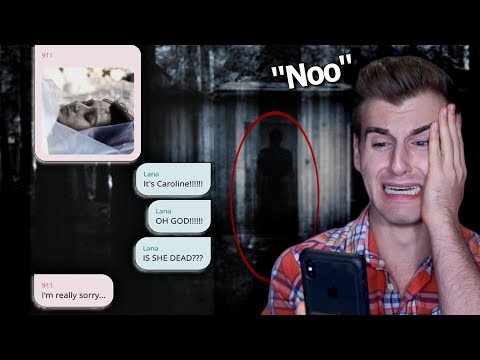 911
"Noo"
Lana
It's Caroline!!!!!!
Lana
OH GOD!!!!!!
Lana
IS SHE DEAD???
911
I'm really sorry...